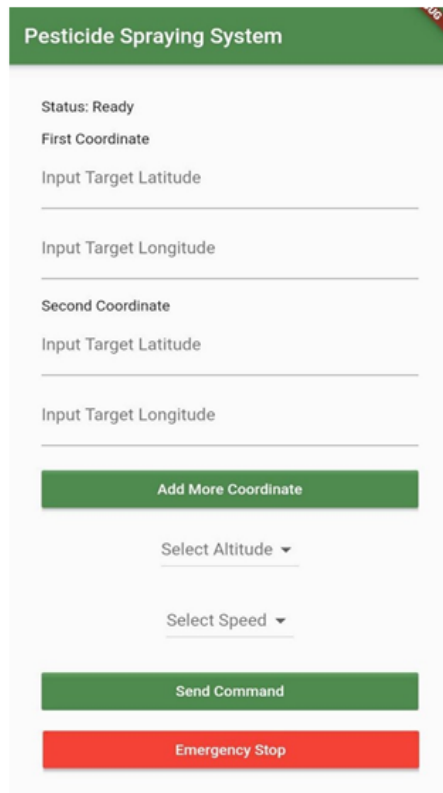 Pesticide Spraying System
Status: Ready
First Coordinate
Input Target Latitude
Input Target Longitude
Second Coordinate
Input Target Latitude
Input Target Longitude
Add More Coordinate
Select Altitude
Select Speed
Send Command
Emergency Stop